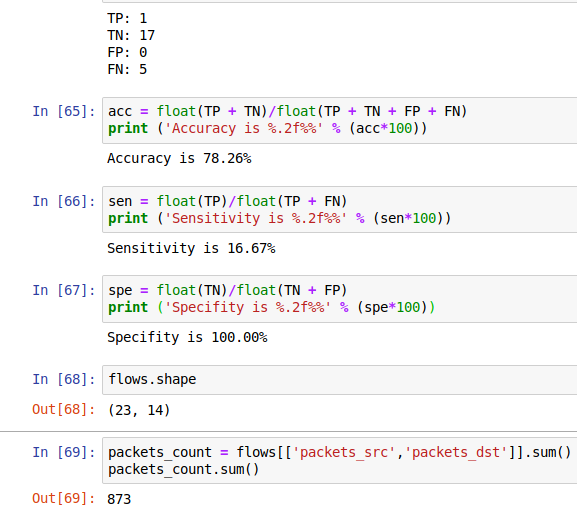 TP: 1
TN: 17
FP: 0
FN: 5
In [65]: acc = float(TP + TN)/float(TP + TN + FP + FN)
print ('Accuracy is %.2f%%' % (acc*100))
Accuracy is 78.26%
In [66]: sen = float(TP)/float(TP + FN)
print ('Sensitivity is %.2f%%' % (sen*100))
Sensitivity is 16.67%
In [67]: spe = float(TN)/float(TN + FP)
print ('Specifity is %.2f%%' % (spe*100))
Specifity is 100.00%
In [68]: flows.shape
Out[68]: (23, 14)
In [69]: packets_count = flows[['packets_src','packets_dst']].sum()
packets_count.sum()
Out[69]: 873